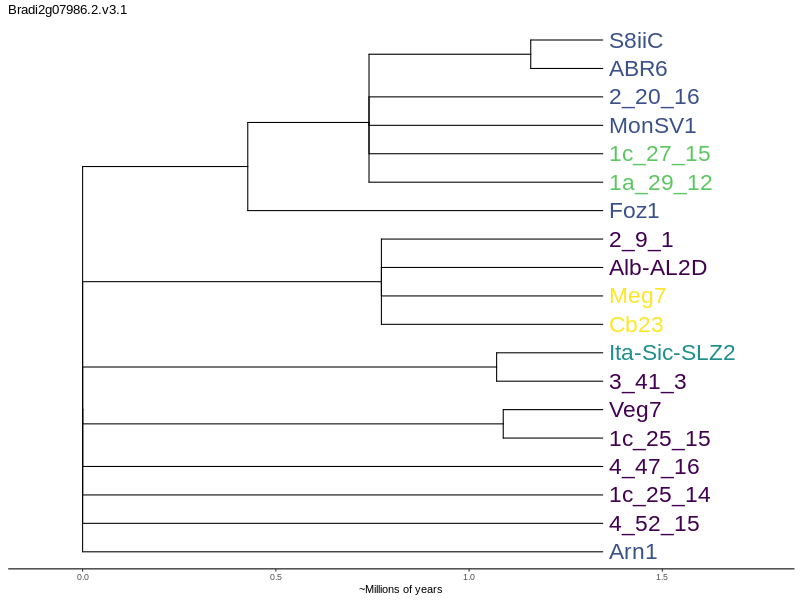 Bradi2g07986.2.v3.1
S8iiC
ABR6
2_20_16
MonSV1
1c_27_15
1a_29_12
Foz1
2_9_1
Alb-AL2D
Meg7
Cb23
Ita-Sic-SLZ2
3_41_3
Veg7
1c_25_15
4_47_16
1c_25_14
4_52_15
Arn1
0.0 0.5 1.0 1.5
~Millions of years